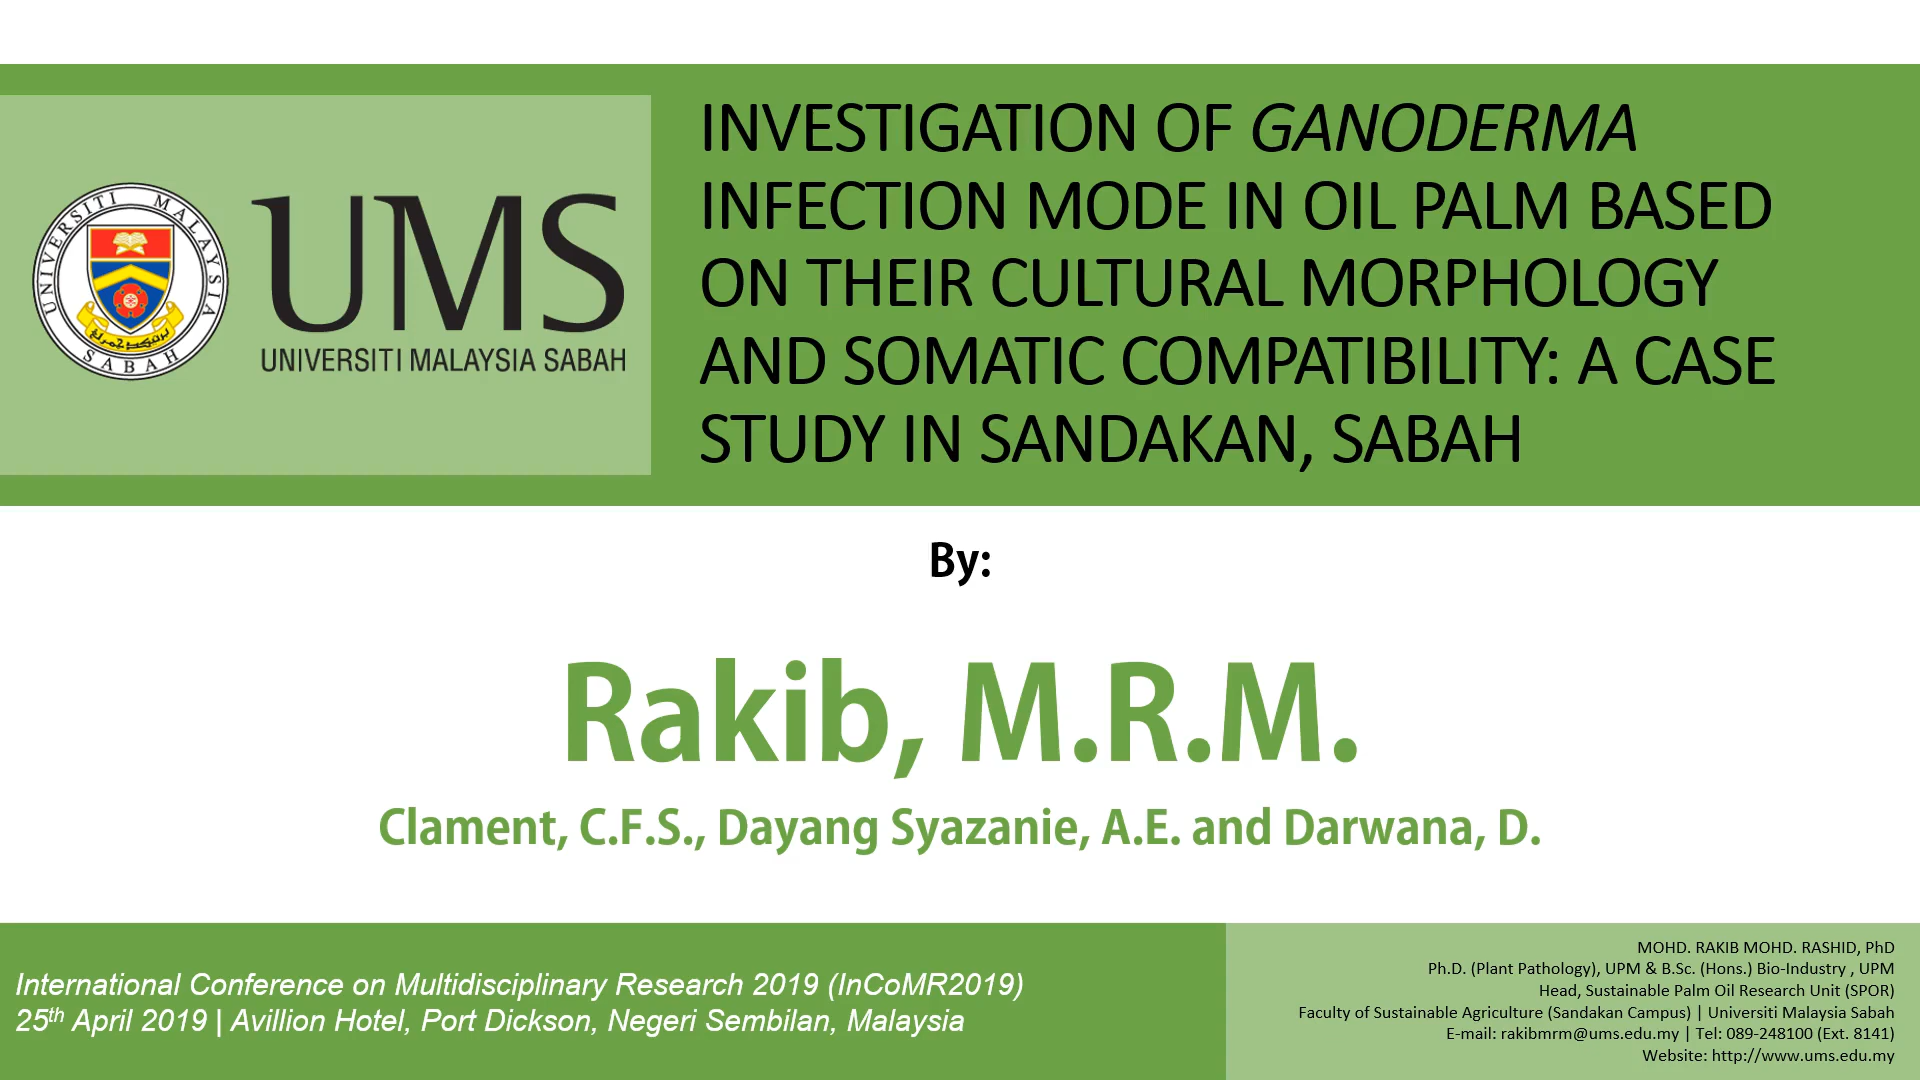 UNIVERSITI MALAYSIA
SABAH
UMS
UNIVERSITI MALAYSIA SABAH
INVESTIGATION OF GANODERMA
INFECTION MODE IN OIL PALM BASED
ON THEIR CULTURAL MORPHOLOGY
AND SOMATIC COMPATIBILITY: A CASE
STUDY IN SANDAKAN, SABAH
By:
Rakib, M.R.M.
Clament, C.F.S., Dayang Syazanie, A.E. and Darwana, D.
International Conference on Multidisciplinary Research 2019 (InCoMR2019)
25th April 2019 | Avillion Hotel, Port Dickson, Negeri Sembilan, Malaysia
MOHD. RAKIB MOHD. RASHID, PhD
Ph.D. (Plant Pathology), UPM & B.Sc. (Hons.) Bio-Industry , UPM
Head, Sustainable Palm Oil Research Unit (SPOR)
Faculty of Sustainable Agriculture (Sandakan Campus) | Universiti Malaysia Sabah
E-mail: rakibmrm@ums.edu.my | Tel: 089-248100 (Ext. 8141)
Website: http://www.ums.edu.my